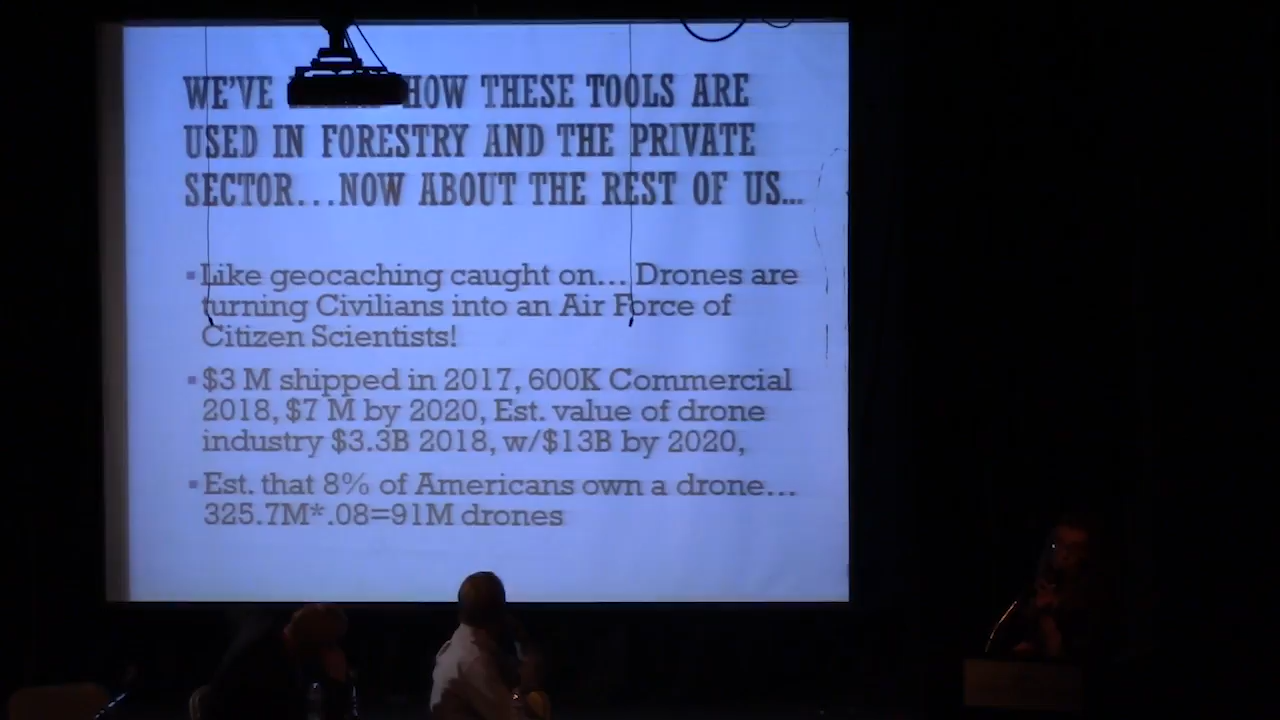 WE'VE HOW THESE TOOLS ARE
USED IN FORESTRY AND THE PRIVATE
SECTOR...NOW ABOUT THE REST OF US...
▪Like geocaching caught on... Drones are
turning Civilians into an Air Force of
Citizen Scientists!
▪$3 M shipped in 2017, 600K Commercial
2018, $7 M by 2020, Est. value of drone
industry $3.3B 2018, w/$13B by 2020,
▪Est. that 8% of Americans own a drone...
325.7M*.08=91M drones